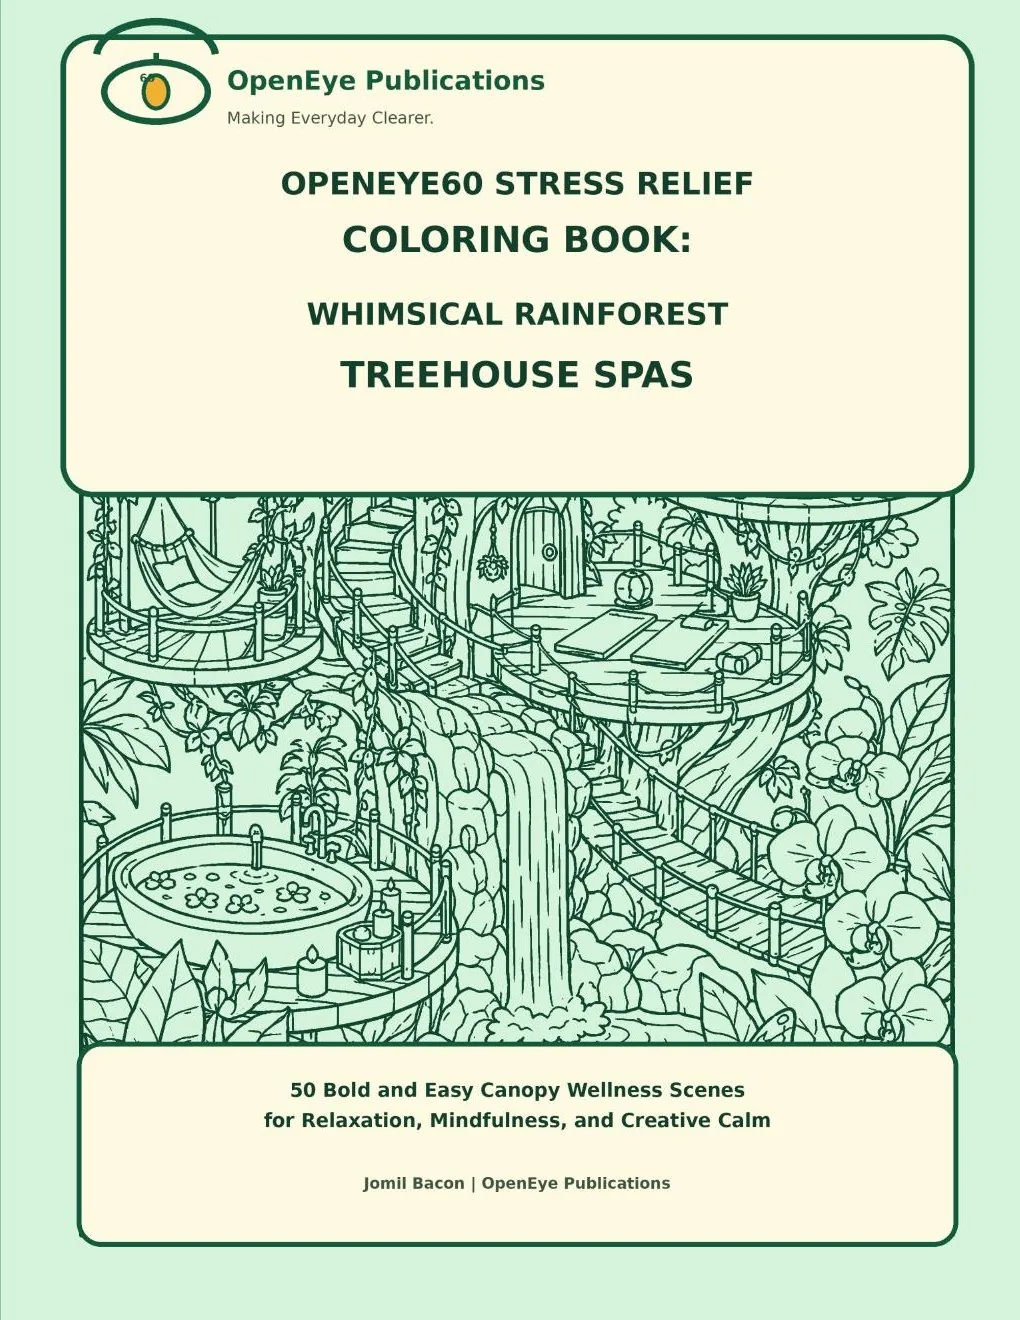 60
OpenEye Publications
Making Everyday Clearer.
OPENEYE60 STRESS RELIEF
COLORING BOOK:
WHIMSICAL RAINFOREST
TREEHOUSE SPAS
50 Bold and Easy Canopy Wellness Scenes
for Relaxation, Mindfulness, and Creative Calm
Jomil Bacon | OpenEye Publications